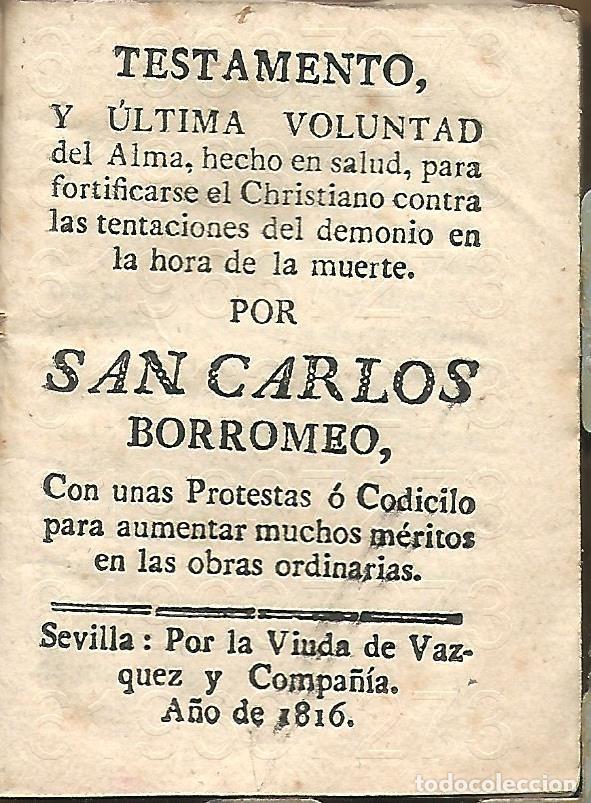 TESTAMENTO,
Y ÚLTIMA VOLUNTAD
del Alma, hecho en salud, para
fortificarse el Christiano contra
las tentaciones del demonio en
la hora de la muerte.
POR
SAN CARLOS
BORROMEO,
Con unas Protestas ó Codicilo
para aumentar muchos méritos
en las obras ordinarias.
Sevilla: Por la Viuda de Vaz-
quez y Compañía.
Año de 1816.
todocoleccion